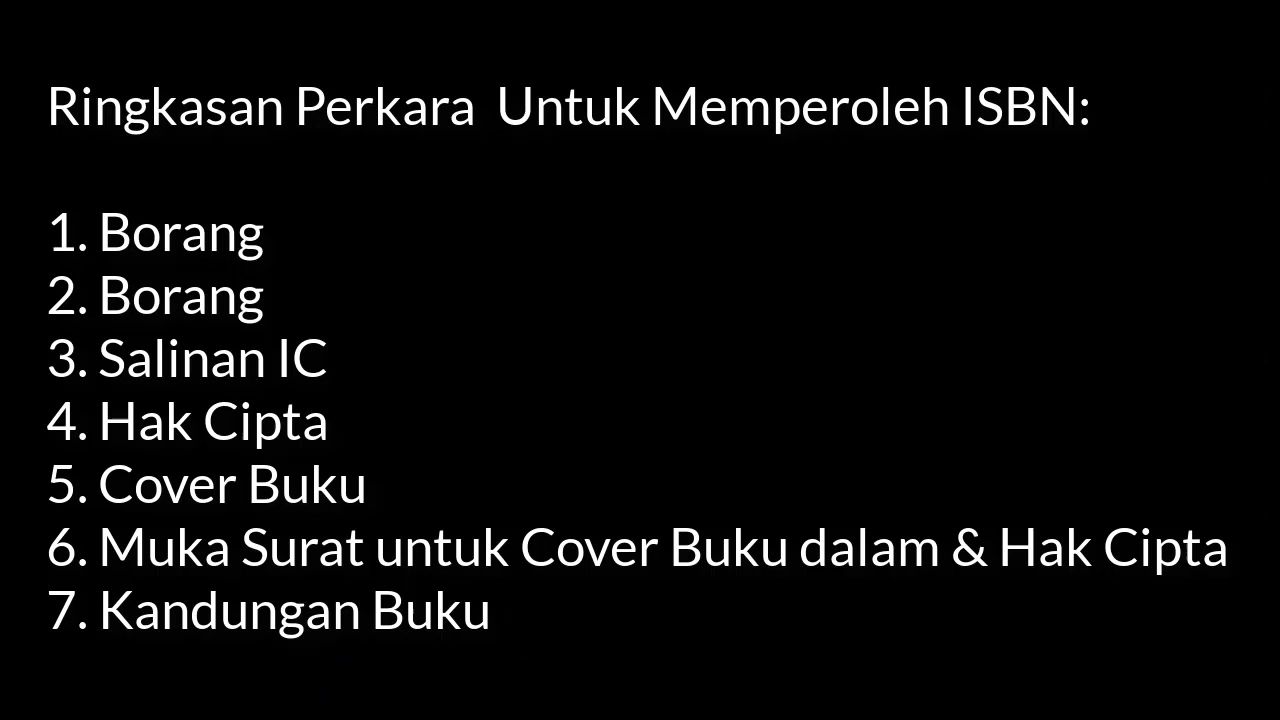 Ringkasan Perkara  Untuk Memperoleh ISBN:
1. Borang
2. Borang
3. Salinan IC
4. Hak Cipta
5. Cover Buku
6. Muka Surat untuk Cover Buku dalam & Hak Cipta
7. Kandungan Buku